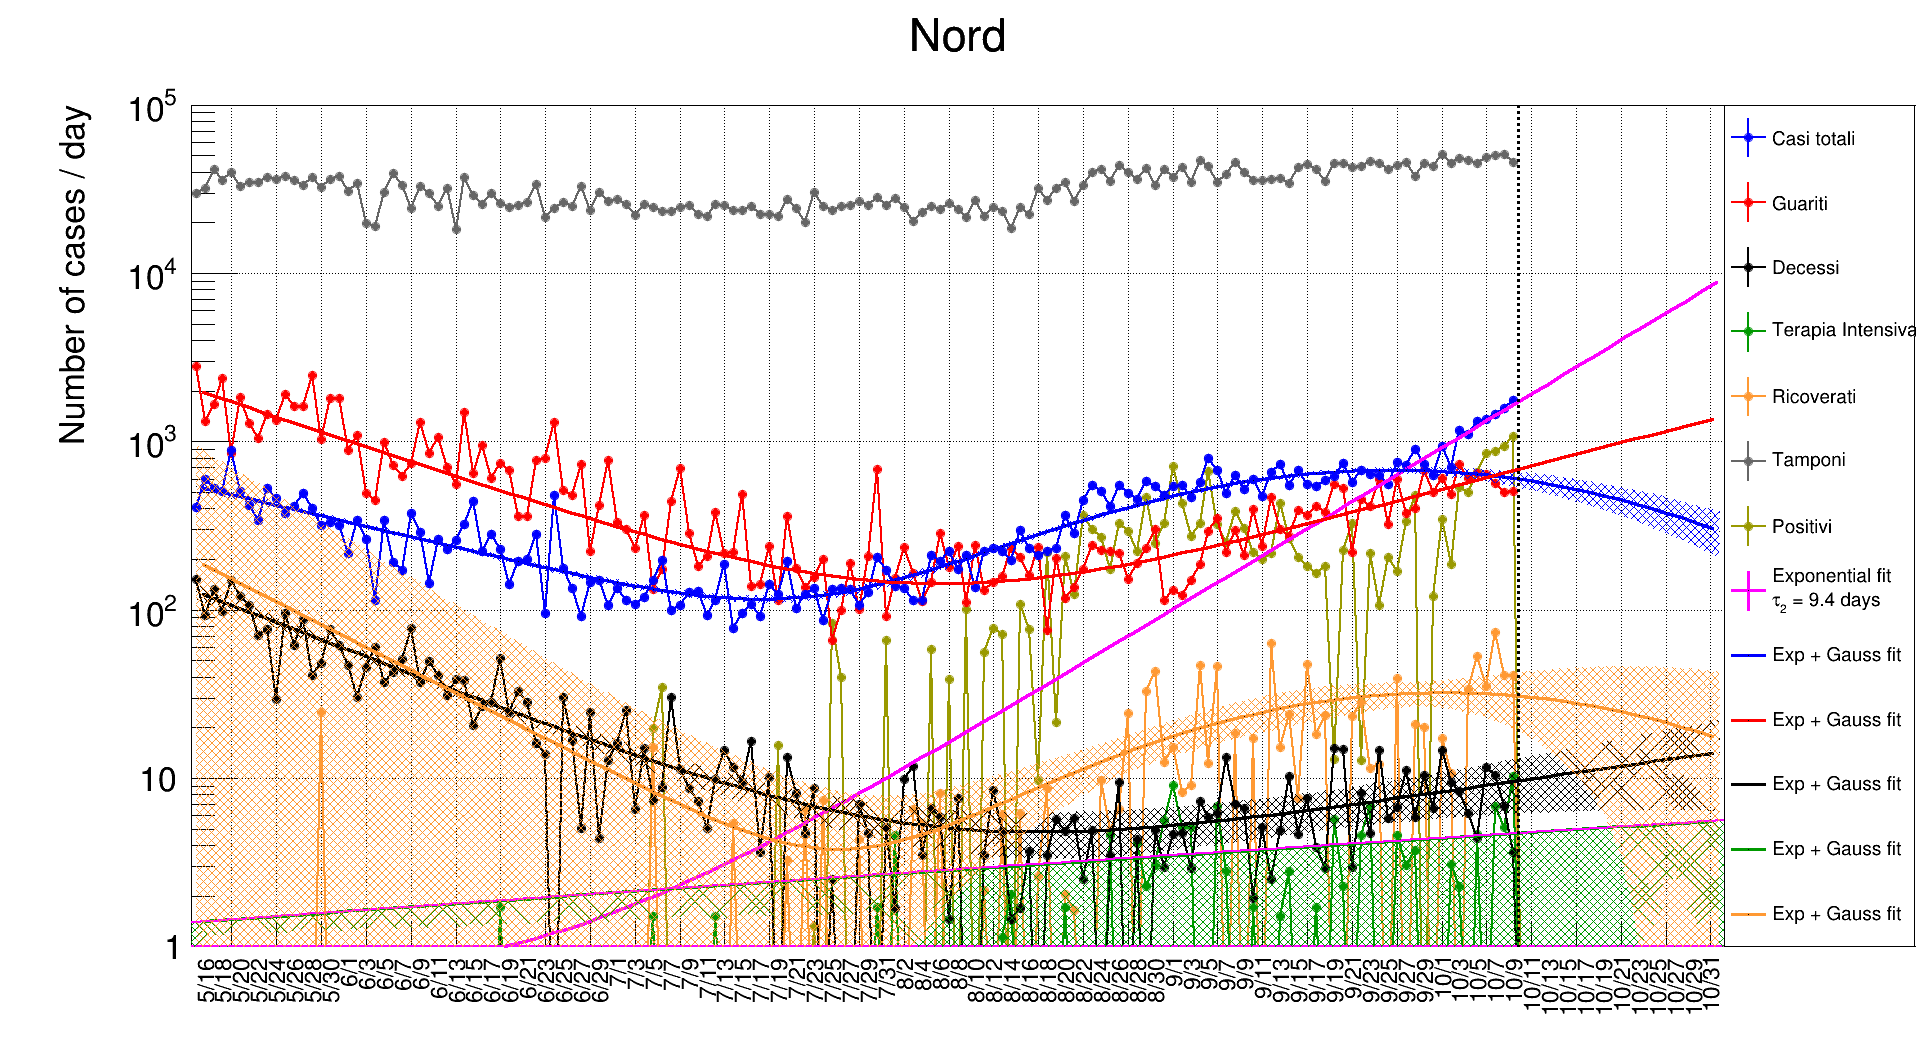 Nord
Number of cases / day
10^5
10^4
10^3
10^2
10
1
5/16 5/18 5/20 5/22 5/24 5/26 5/28 5/30 6/1 6/3 6/5 6/7 6/9 6/11 6/13 6/15 6/17 6/19 6/21 6/23 6/25 6/27 6/29 7/1 7/3 7/5 7/7 7/9 7/11 7/13 7/15 7/17 7/19 7/21 7/23 7/25 7/27 7/29 7/31 8/2 8/4 8/6 8/8 8/10 8/12 8/14 8/16 8/18 8/20 8/22 8/24 8/26 8/28 8/30 9/1 9/3 9/5 9/7 9/9 9/11 9/13 9/15 9/17 9/19 9/21 9/23 9/25 9/27 9/29 10/1 10/3 10/5 10/7 10/9 10/11 10/13 10/15 10/17 10/19 10/21 10/23 10/25 10/27 10/29 10/31
Casi totali
Guariti
Decessi
Terapia Intensiva
Ricoverati
Tamponi
Positivi
Exponential fit
τ2 = 9.4 days
Exp + Gauss fit
Exp + Gauss fit
Exp + Gauss fit
Exp + Gauss fit
Exp + Gauss fit